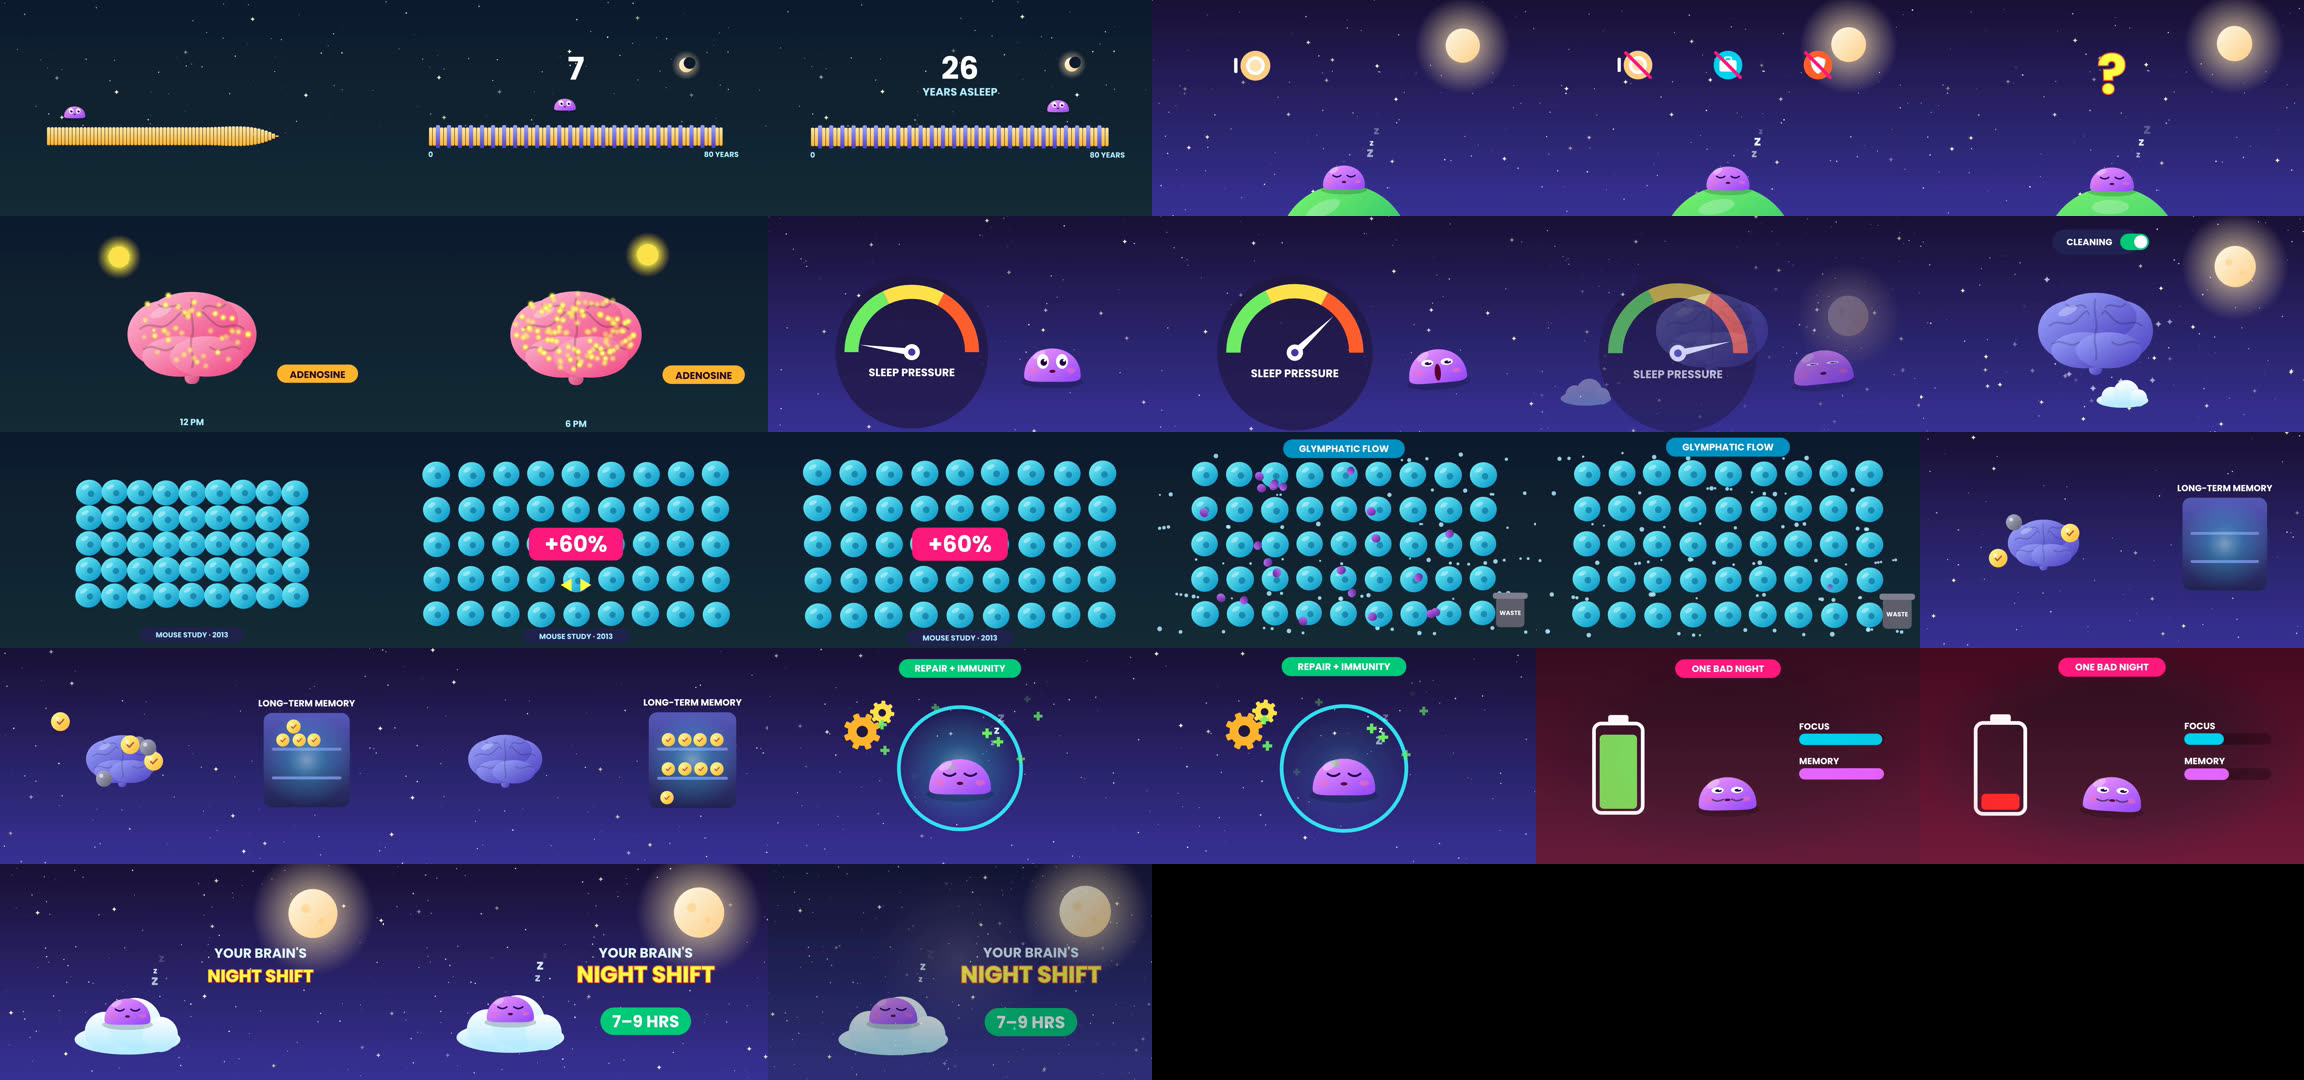 7
0
80 YEARS
26
YEARS ASLEEP
0
80 YEARS
z
z
z
z
z
z
z
z
z
?
ADENOSINE
12 PM
ADENOSINE
6 PM
SLEEP PRESSURE
SLEEP PRESSURE
SLEEP PRESSURE
CLEANING
MOUSE STUDY · 2013
+60%
MOUSE STUDY · 2013
+60%
MOUSE STUDY · 2013
GLYMPHATIC FLOW
WASTE
GLYMPHATIC FLOW
WASTE
LONG-TERM MEMORY
LONG-TERM MEMORY
LONG-TERM MEMORY
REPAIR + IMMUNITY
REPAIR + IMMUNITY
ONE BAD NIGHT
FOCUS
MEMORY
ONE BAD NIGHT
FOCUS
MEMORY
YOUR BRAIN'S
NIGHT SHIFT
z
z
z
YOUR BRAIN'S
NIGHT SHIFT
z
z
7–9 HRS
YOUR BRAIN'S
NIGHT SHIFT
z
z
7–9 HRS